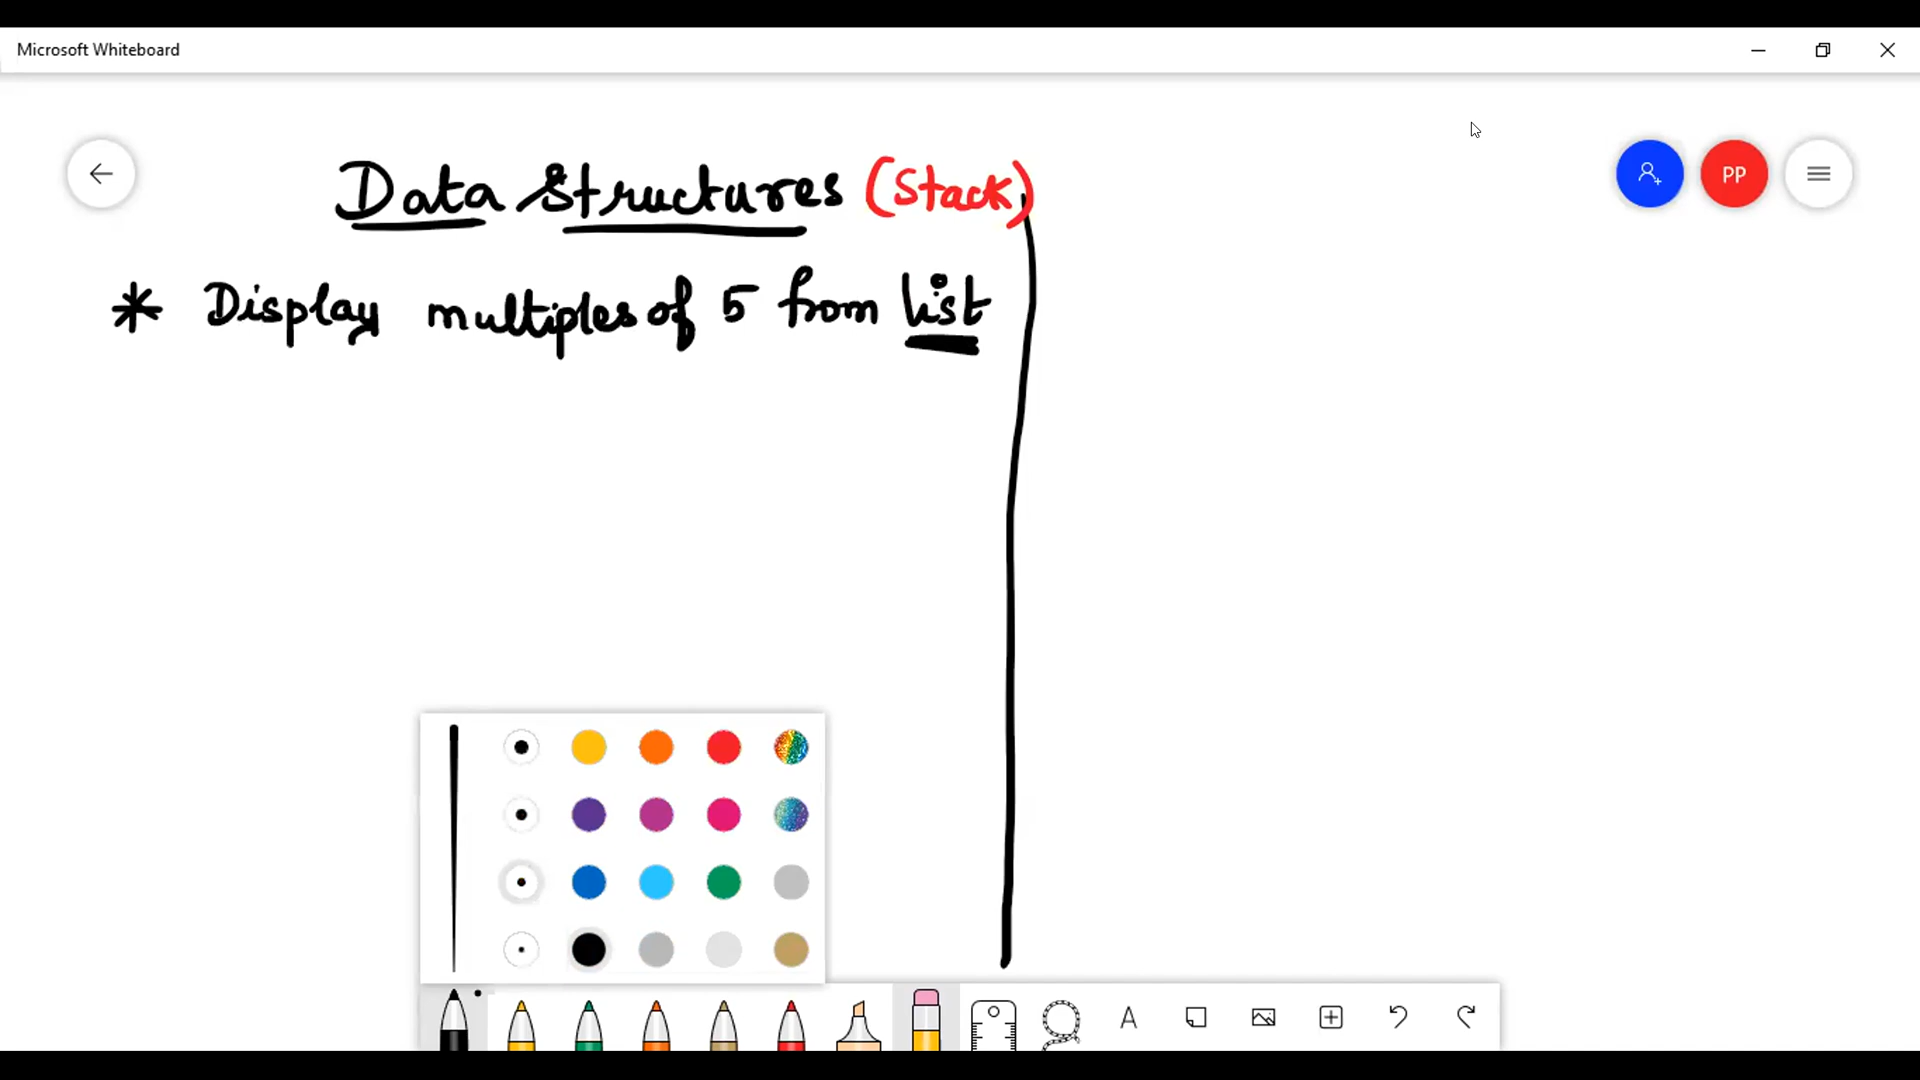 Microsoft Whiteboard
Data Structures (Stack)
PP
* Display multiples of 5 from list
A